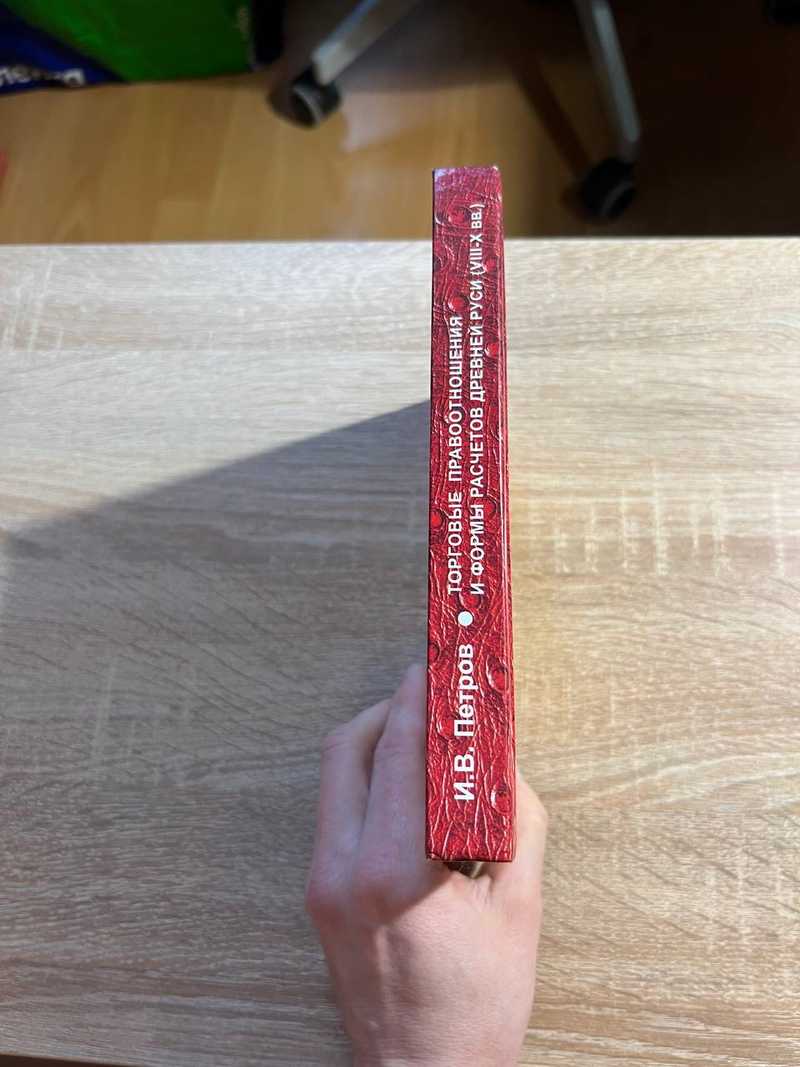 И.В. Петров
ТОРГОВЫЕ ПРАВООТНОШЕНИЯ
И ФОРМЫ РАСЧЕТОВ ДРЕВНЕЙ РУСИ (VIII-X ВВ.)